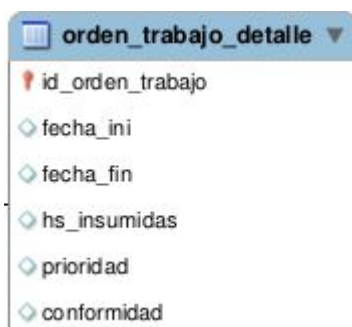 orden_trabajo_detalle
id_orden_trabajo
fecha_ini
fecha_fin
hs_insumidas
prioridad
conformidad